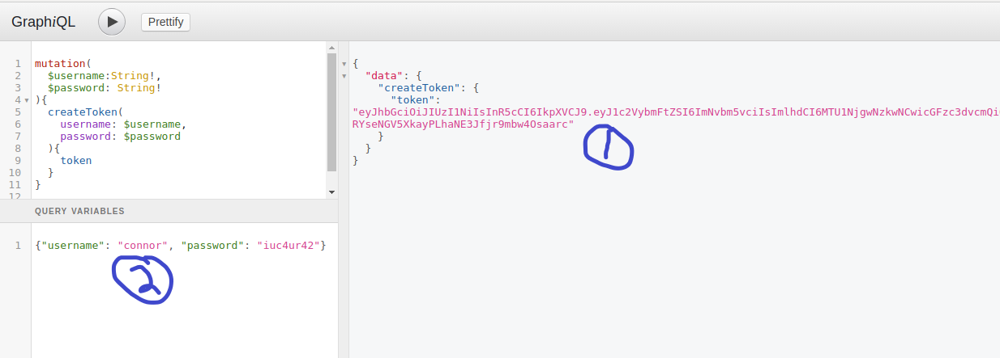 GraphiQL Prettify
1 mutation(
2 $username:String!,
3 $password: String!
4 ){
5 createToken(
6 username: $username,
7 password: $password
8 ){
9 token
10 }
11 }
12
QUERY VARIABLES
1 {"username": "connor", "password": "iuc4ur42"}
2
{
"data": {
"createToken": {
"token":
"eyJhbGciOiJIUzI1NiIsInR5cCI6IkpXVCJ9.eyJ1c2VybmFtZSI6ImNvbm5vciIsImlhdCI6MTU1NjgwNzkwNCwicGFzc3dvcmQiO
RYseNGV5XkayPLhaNE3Jfjr9mbw4Osaarc"
}
}
}
1